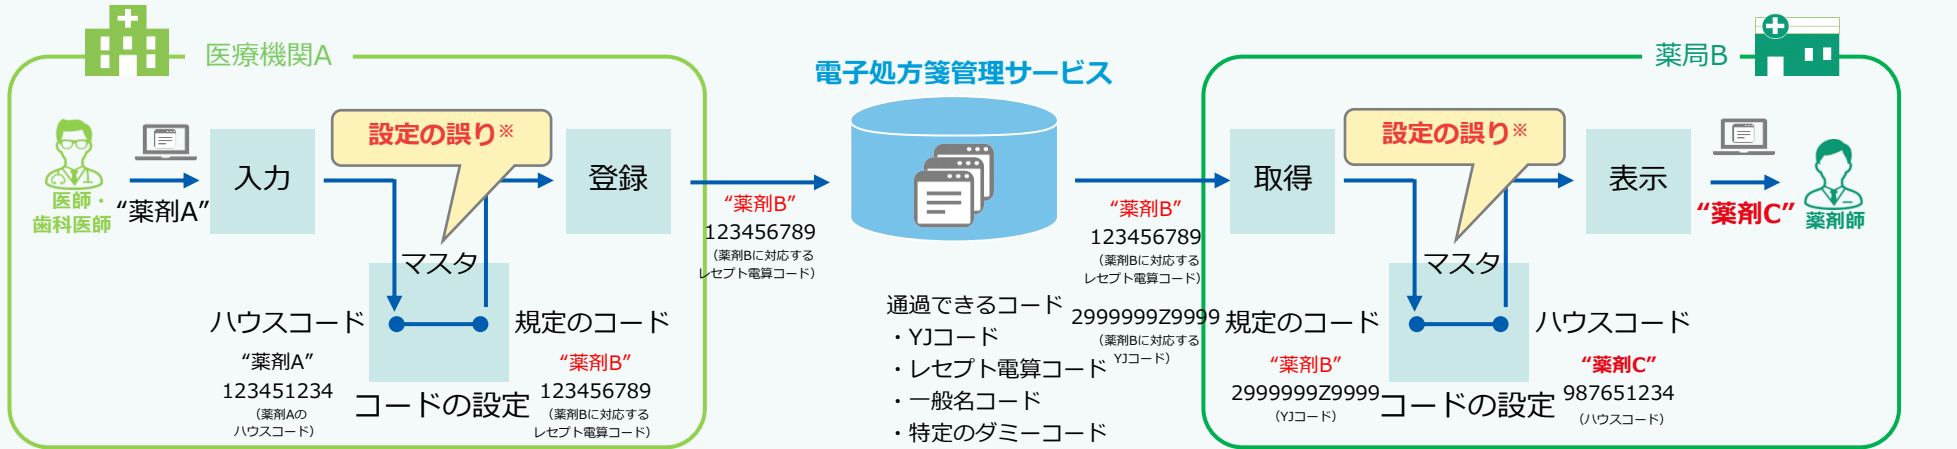 医療機関A
医師・
歯科医師
“薬剤A”
入力
設定の誤り※
登録
マスタ
ハウスコード
規定のコード
“薬剤A”
123451234
（薬剤Aの
ハウスコード）
コードの設定
“薬剤B”
123456789
（薬剤Bに対応する
レセプト電算コード）
“薬剤B”
123456789
（薬剤Bに対応する
レセプト電算コード）
電子処方箋管理サービス
通過できるコード
・YJコード
・レセプト電算コード
・一般名コード
・特定のダミーコード
“薬剤B”
123456789
（薬剤Bに対応する
レセプト電算コード）
2999999Z9999
（薬剤Bに対応する
YJコード）
薬局B
取得
設定の誤り※
表示
“薬剤C”
薬剤師
マスタ
規定のコード
ハウスコード
“薬剤B”
2999999Z9999
（YJコード）
コードの設定
“薬剤C”
987651234
（ハウスコード）